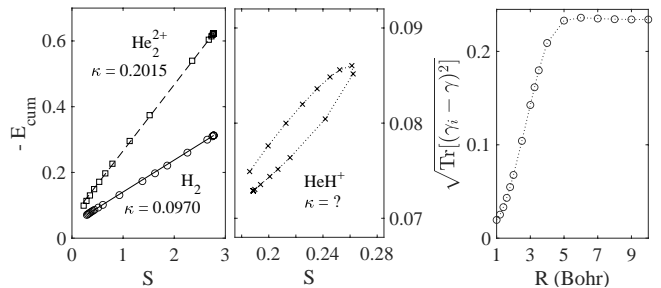 - E_cum
0.6
0.4
0.2
0
He_2^{2+}
κ = 0.2015
H_2
κ = 0.0970
0 1 2 3
S
HeH^+
κ = ?
0.2 0.24 0.28
S
0.09
0.08
0.07
√Tr[(γ_i − γ)^2]
0.2
0.1
0
1 3 5 7 9
R (Bohr)